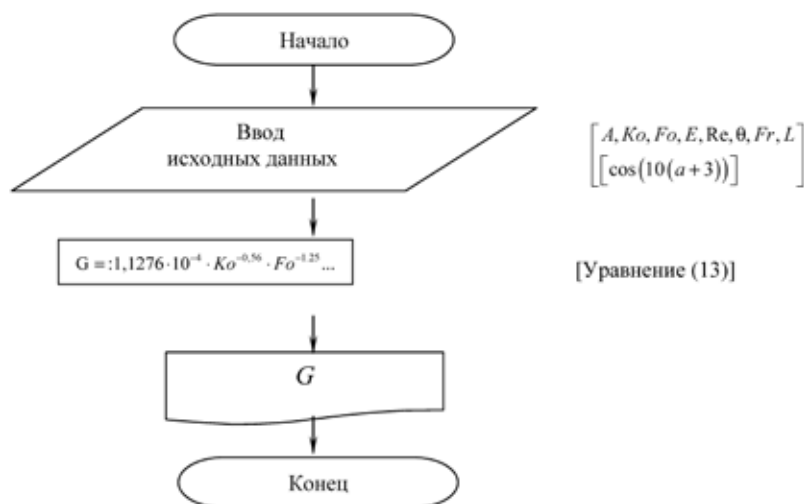 Начало
Ввод
исходных данных
[A, Ko, Fo, E, Re, θ, Fr, L]
[[cos(10(a+3))]]
G =:1,1276·10⁻⁴ · Ko⁻⁰,⁵⁶ · Fo⁻¹.²⁵...
[Уравнение (13)]
G
Конец